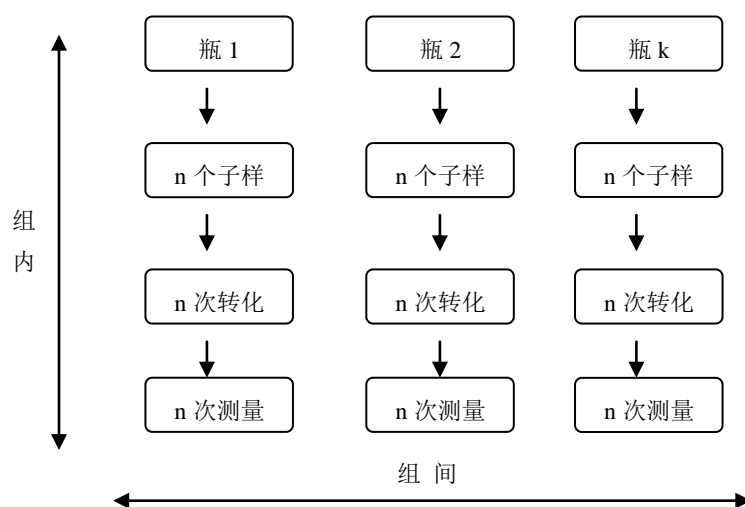 瓶 1
瓶 2
瓶 k
n 个子样
n 个子样
n 个子样
组
内
n 次转化
n 次转化
n 次转化
n 次测量
n 次测量
n 次测量
组 间